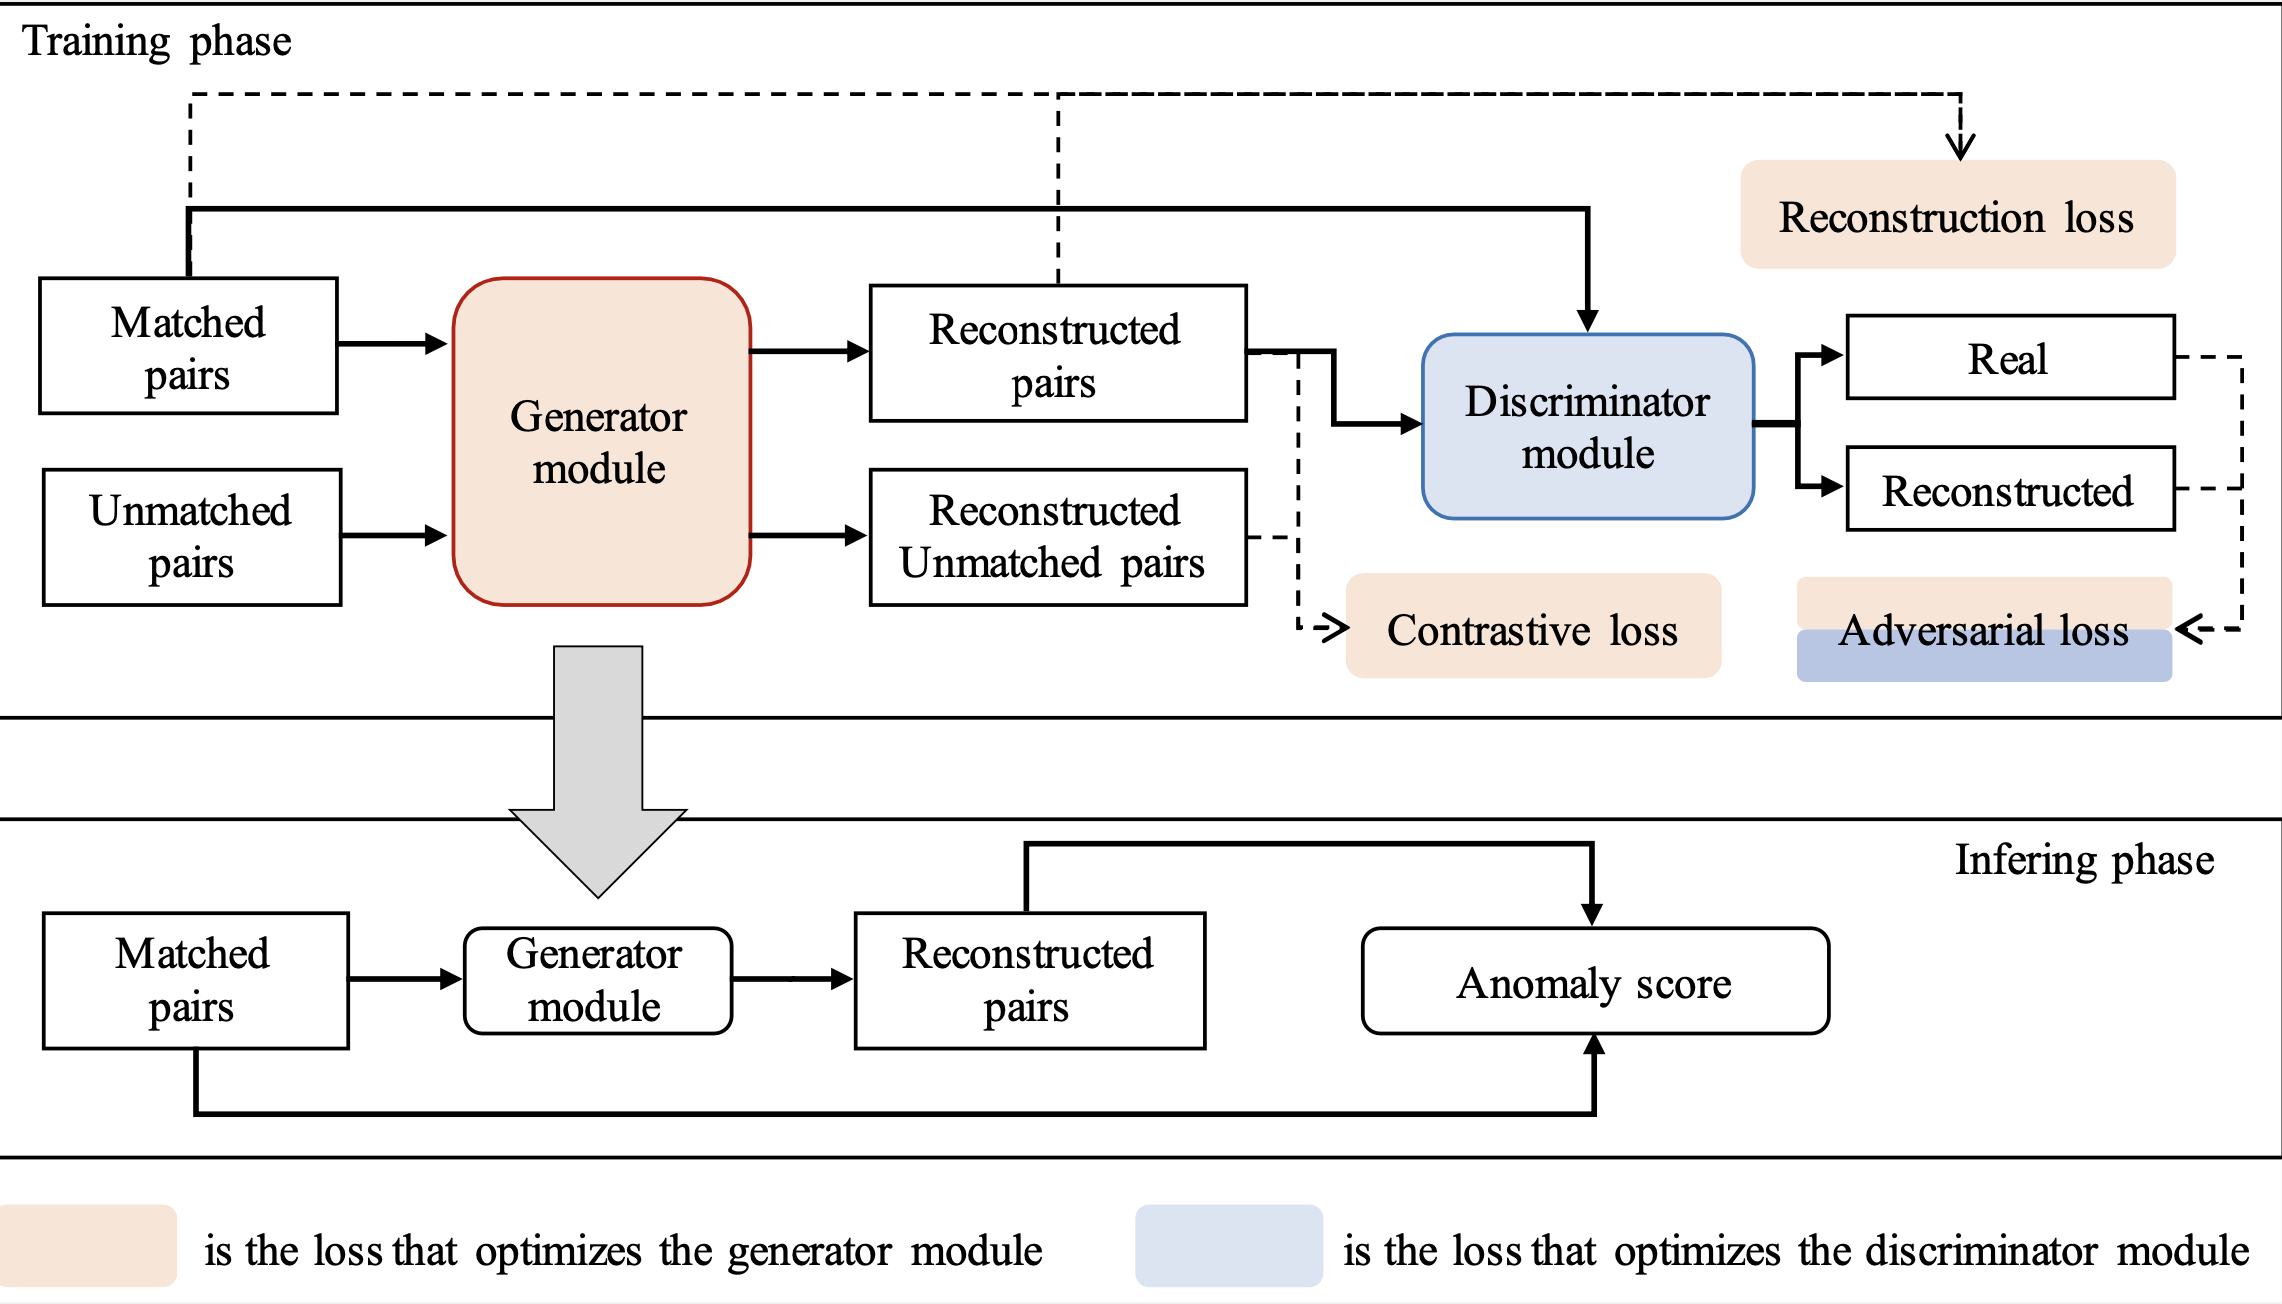 Training phase
Reconstruction loss
Matched
pairs
Generator
module
Reconstructed
pairs
Discriminator
module
Real
Reconstructed
Unmatched
pairs
Reconstructed
Unmatched pairs
Contrastive loss
Adversarial loss
Infering phase
Matched
pairs
Generator
module
Reconstructed
pairs
Anomaly score
is the loss that optimizes the generator module
is the loss that optimizes the discriminator module